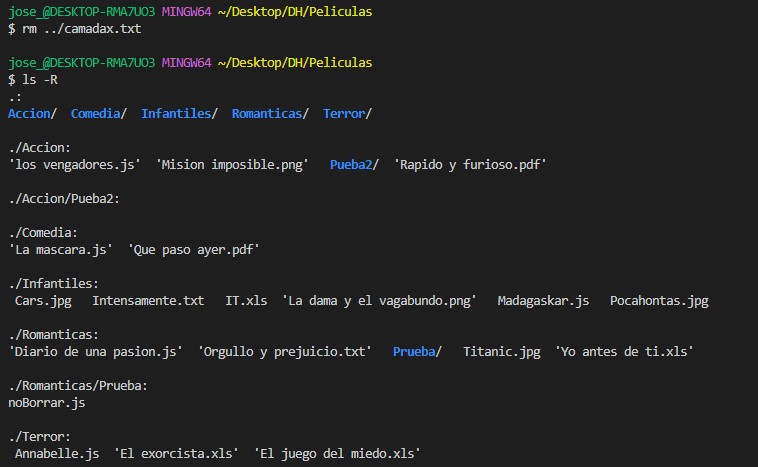 jose_@DESKTOP-RMA7UO3 MINGW64 ~/Desktop/DH/Peliculas
$ rm ../camadax.txt
jose_@DESKTOP-RMA7UO3 MINGW64 ~/Desktop/DH/Peliculas
$ ls -R
.:
Accion/  Comedia/  Infantiles/  Romanticas/  Terror/
./Accion:
'los vengadores.js'  'Mision imposible.png'   Pueba2/  'Rapido y furioso.pdf'
./Accion/Pueba2:
./Comedia:
'La mascara.js'  'Que paso ayer.pdf'
./Infantiles:
 Cars.jpg   Intensamente.txt   IT.xls  'La dama y el vagabundo.png'   Madagaskar.js   Pocahontas.jpg
./Romanticas:
'Diario de una pasion.js'  'Orgullo y prejuicio.txt'   Prueba/   Titanic.jpg  'Yo antes de ti.xls'
./Romanticas/Prueba:
noBorrar.js
./Terror:
 Annabelle.js  'El exorcista.xls'  'El juego del miedo.xls'